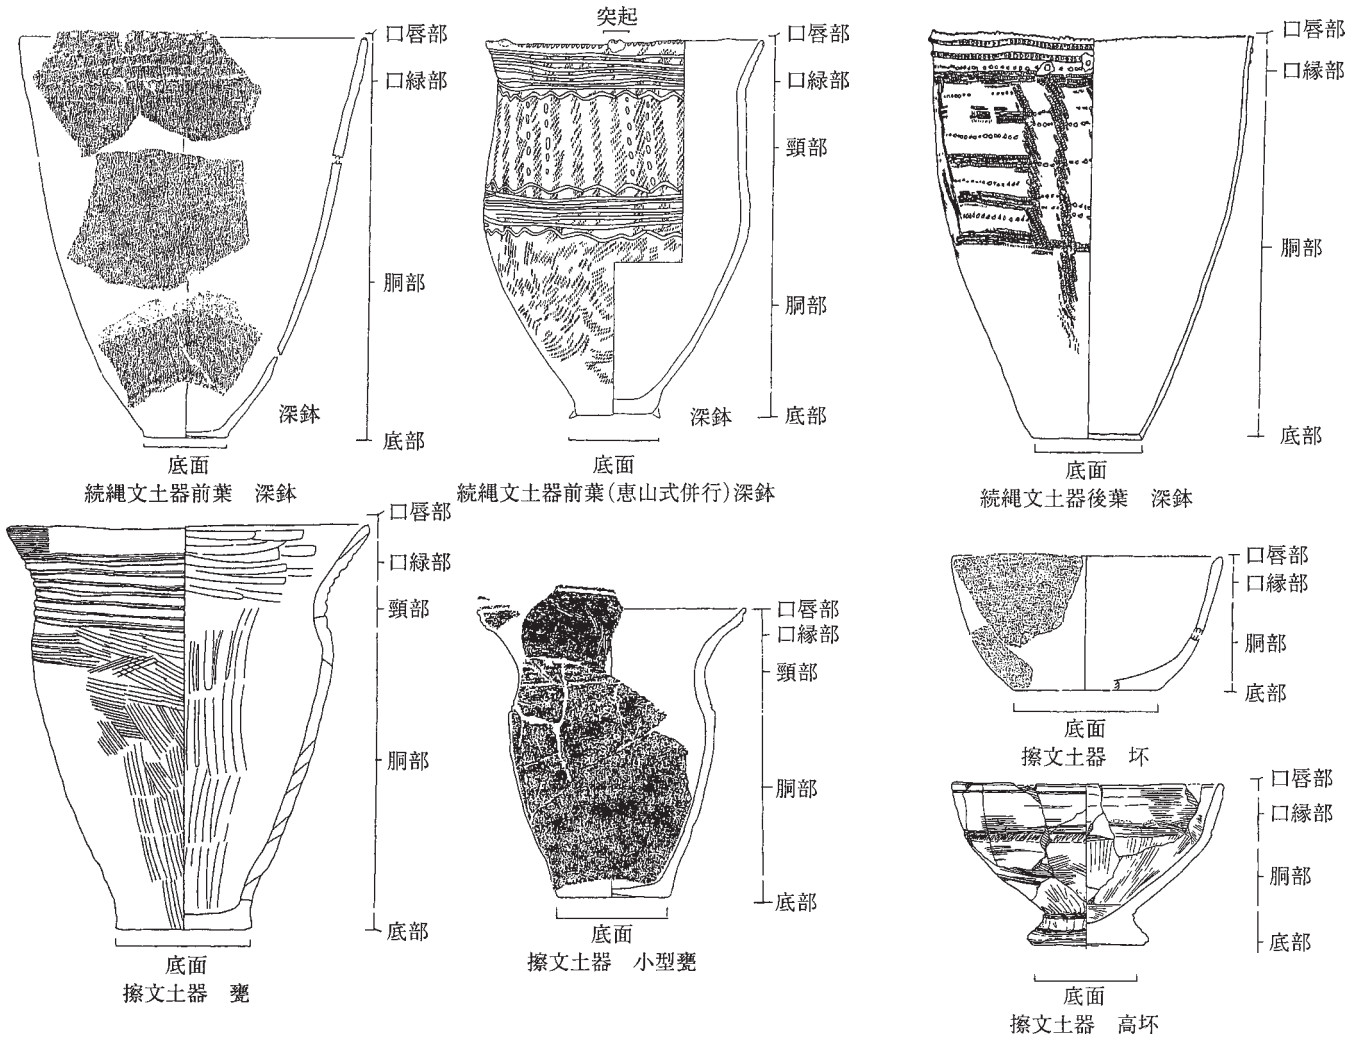 口唇部
口緑部
胴部
深鉢
底部
底面
続縄文土器前葉 深鉢
突起
口唇部
口緑部
頸部
胴部
深鉢
底部
底面
続縄文土器前葉(恵山式併行)深鉢
口唇部
口縁部
胴部
底部
底面
続縄文土器後葉 深鉢
口唇部
口緑部
頸部
胴部
底部
底面
擦文土器 甕
口唇部
口縁部
頸部
胴部
底部
底面
擦文土器 小型甕
口唇部
口縁部
胴部
底部
底面
擦文土器 坏
口唇部
口縁部
胴部
底部
底面
擦文土器 高坏